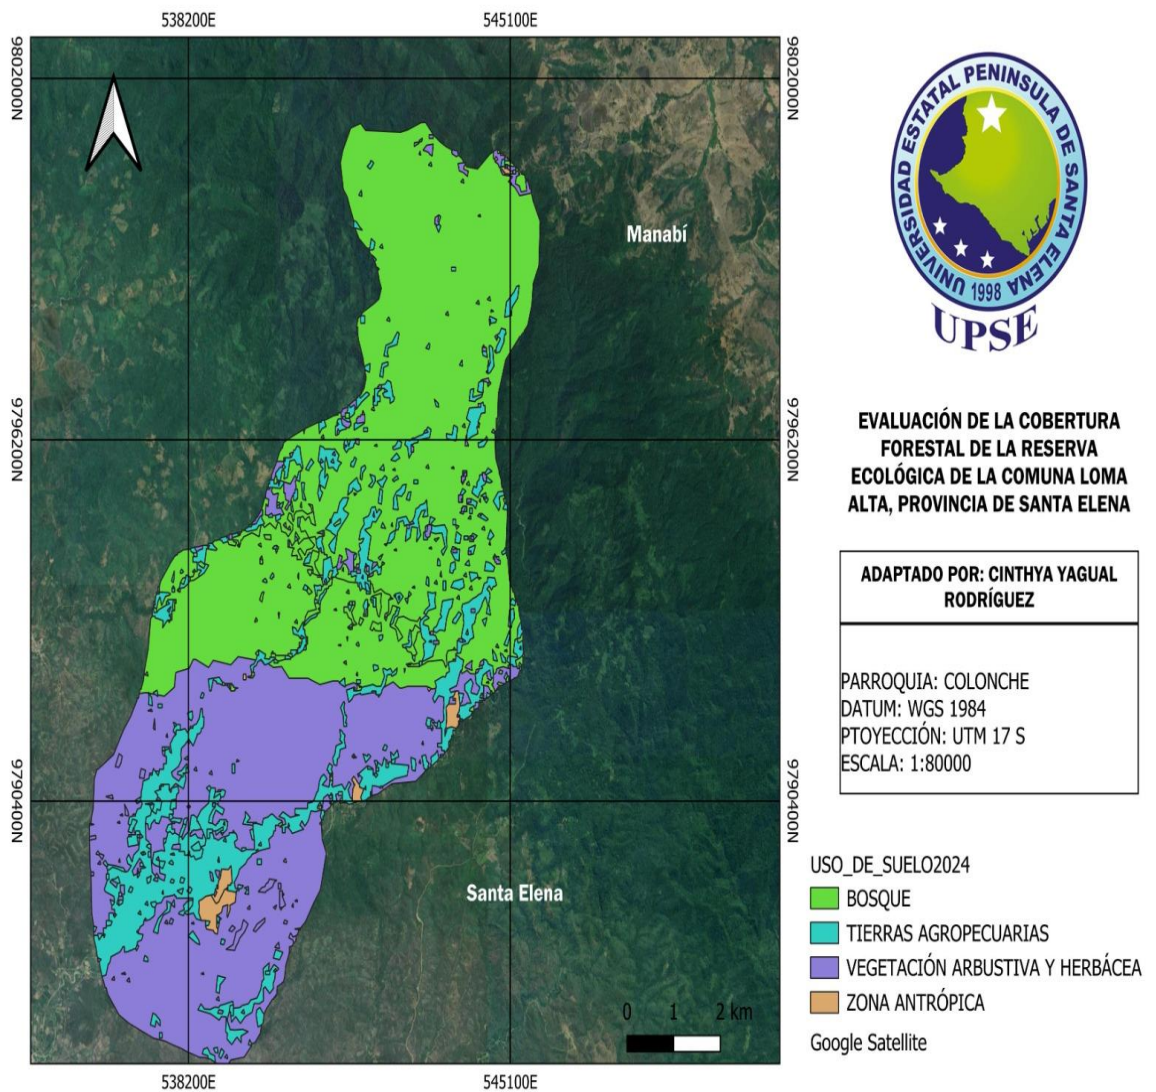 538200E
545100E
9802000N
9802000N
Manabí
9796200N
9796200N
9790400N
9790400N
Santa Elena
0 1 2 km
538200E
545100E
UNIVERSIDAD ESTATAL PENINSULA DE SANTA ELENA
1998
UPSE
EVALUACIÓN DE LA COBERTURA
FORESTAL DE LA RESERVA
ECOLÓGICA DE LA COMUNA LOMA
ALTA, PROVINCIA DE SANTA ELENA
ADAPTADO POR: CINTHYA YAGUAL
RODRÍGUEZ
PARROQUIA: COLONCHE
DATUM: WGS 1984
PTOYECCIÓN: UTM 17 S
ESCALA: 1:80000
USO_DE_SUELO2024
BOSQUE
TIERRAS AGROPECUARIAS
VEGETACIÓN ARBUSTIVA Y HERBÁCEA
ZONA ANTRÓPICA
Google Satellite